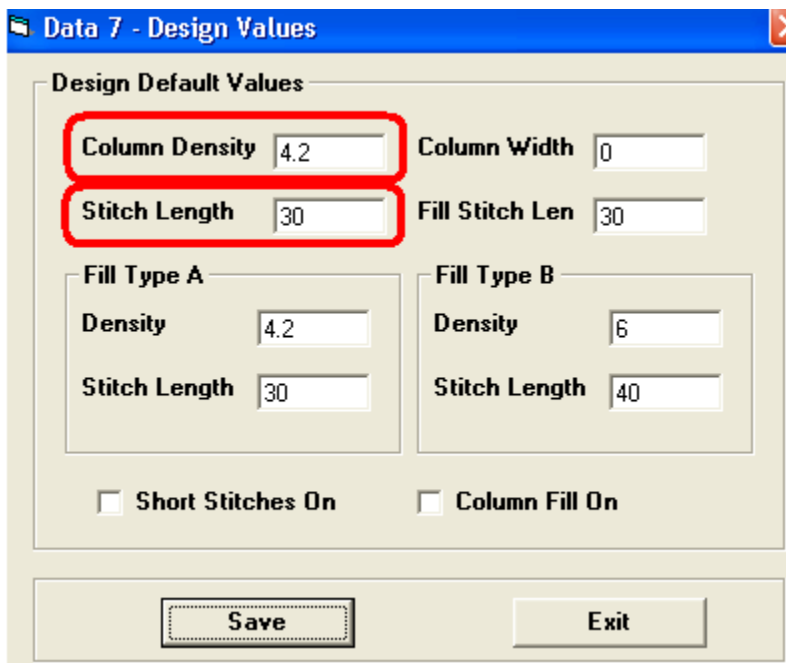 Data 7 - Design Values
Design Default Values
Column Density 4.2 Column Width 0
Stitch Length 30 Fill Stitch Len 30
Fill Type A Fill Type B
Density 4.2 Density 6
Stitch Length 30 Stitch Length 40
Short Stitches On Column Fill On
Save Exit